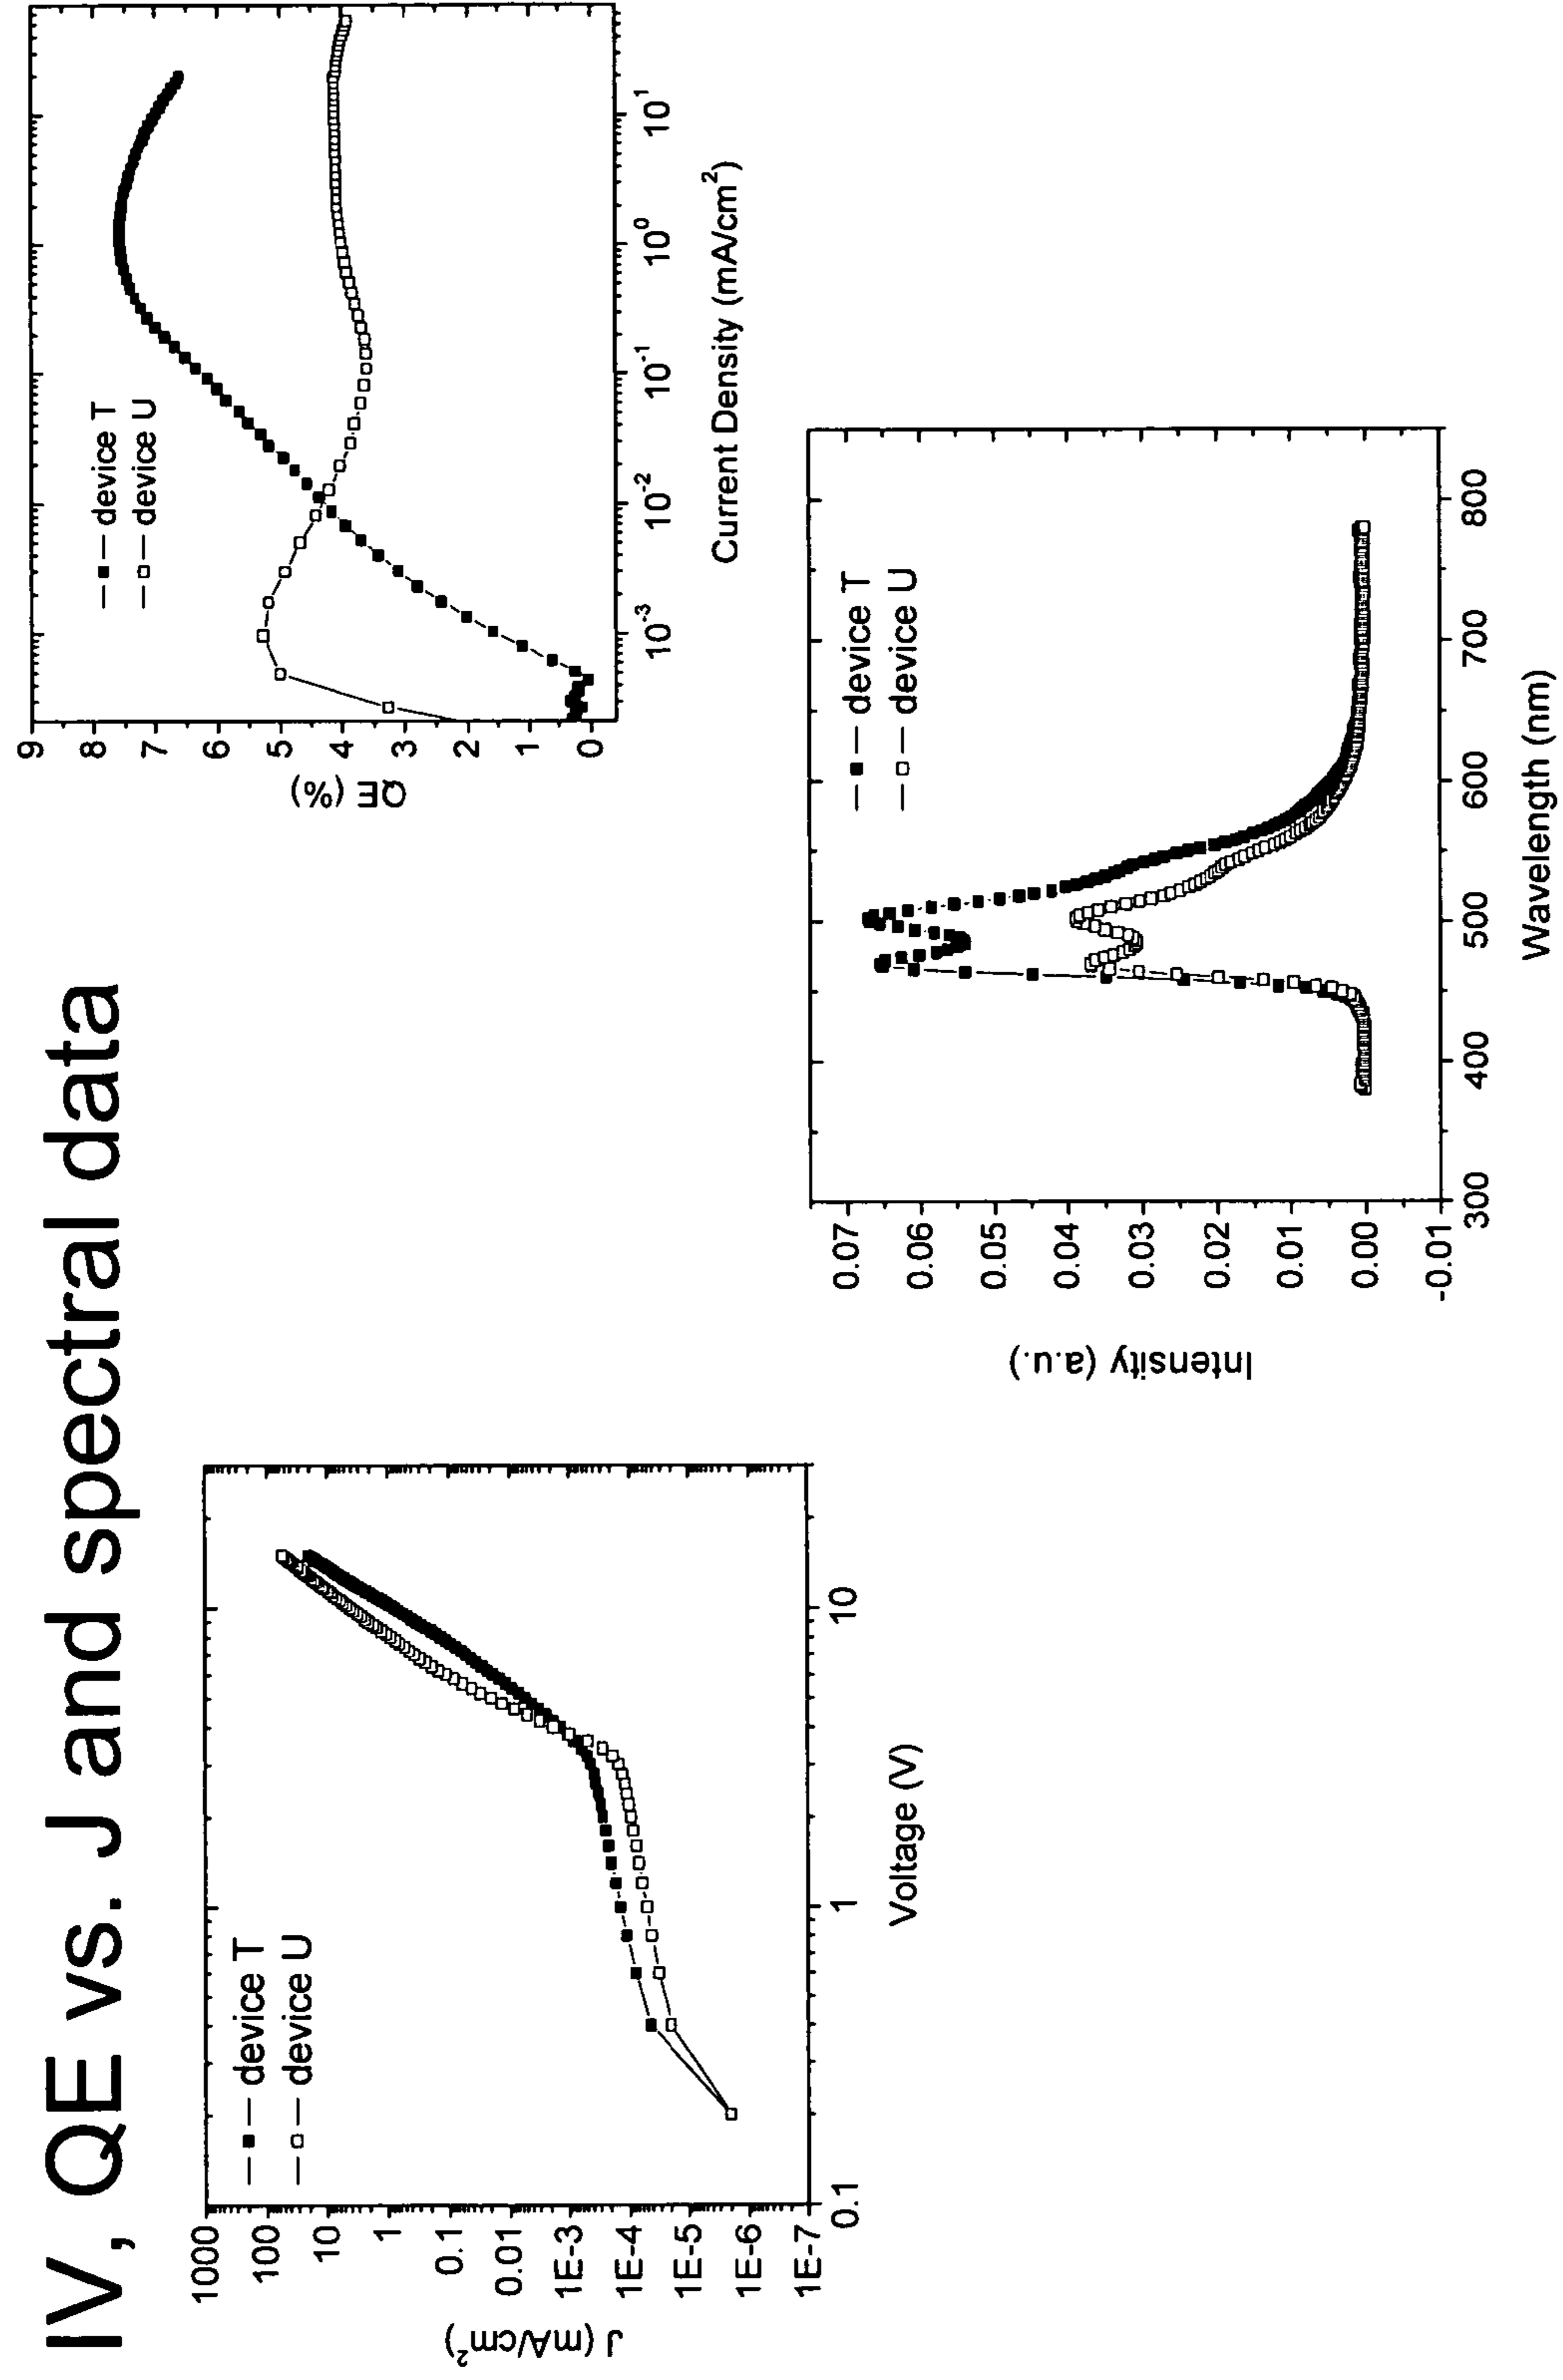 IV, QE vs. J and spectral data
J (mA/cm²)
1000
100
10
1
0.1
0.01
1E-3
1E-4
1E-5
1E-6
1E-7
device T
device U
0.1
1
10
Voltage (V)
QE (%)
9
8
7
6
5
4
3
2
1
0
device T
device U
10⁻³
10⁻²
10⁻¹
10⁰
10¹
Current Density (mA/cm²)
Intensity (a.u.)
0.07
0.06
0.05
0.04
0.03
0.02
0.01
0.00
-0.01
device T
device U
300
400
500
600
700
800
Wavelength (nm)